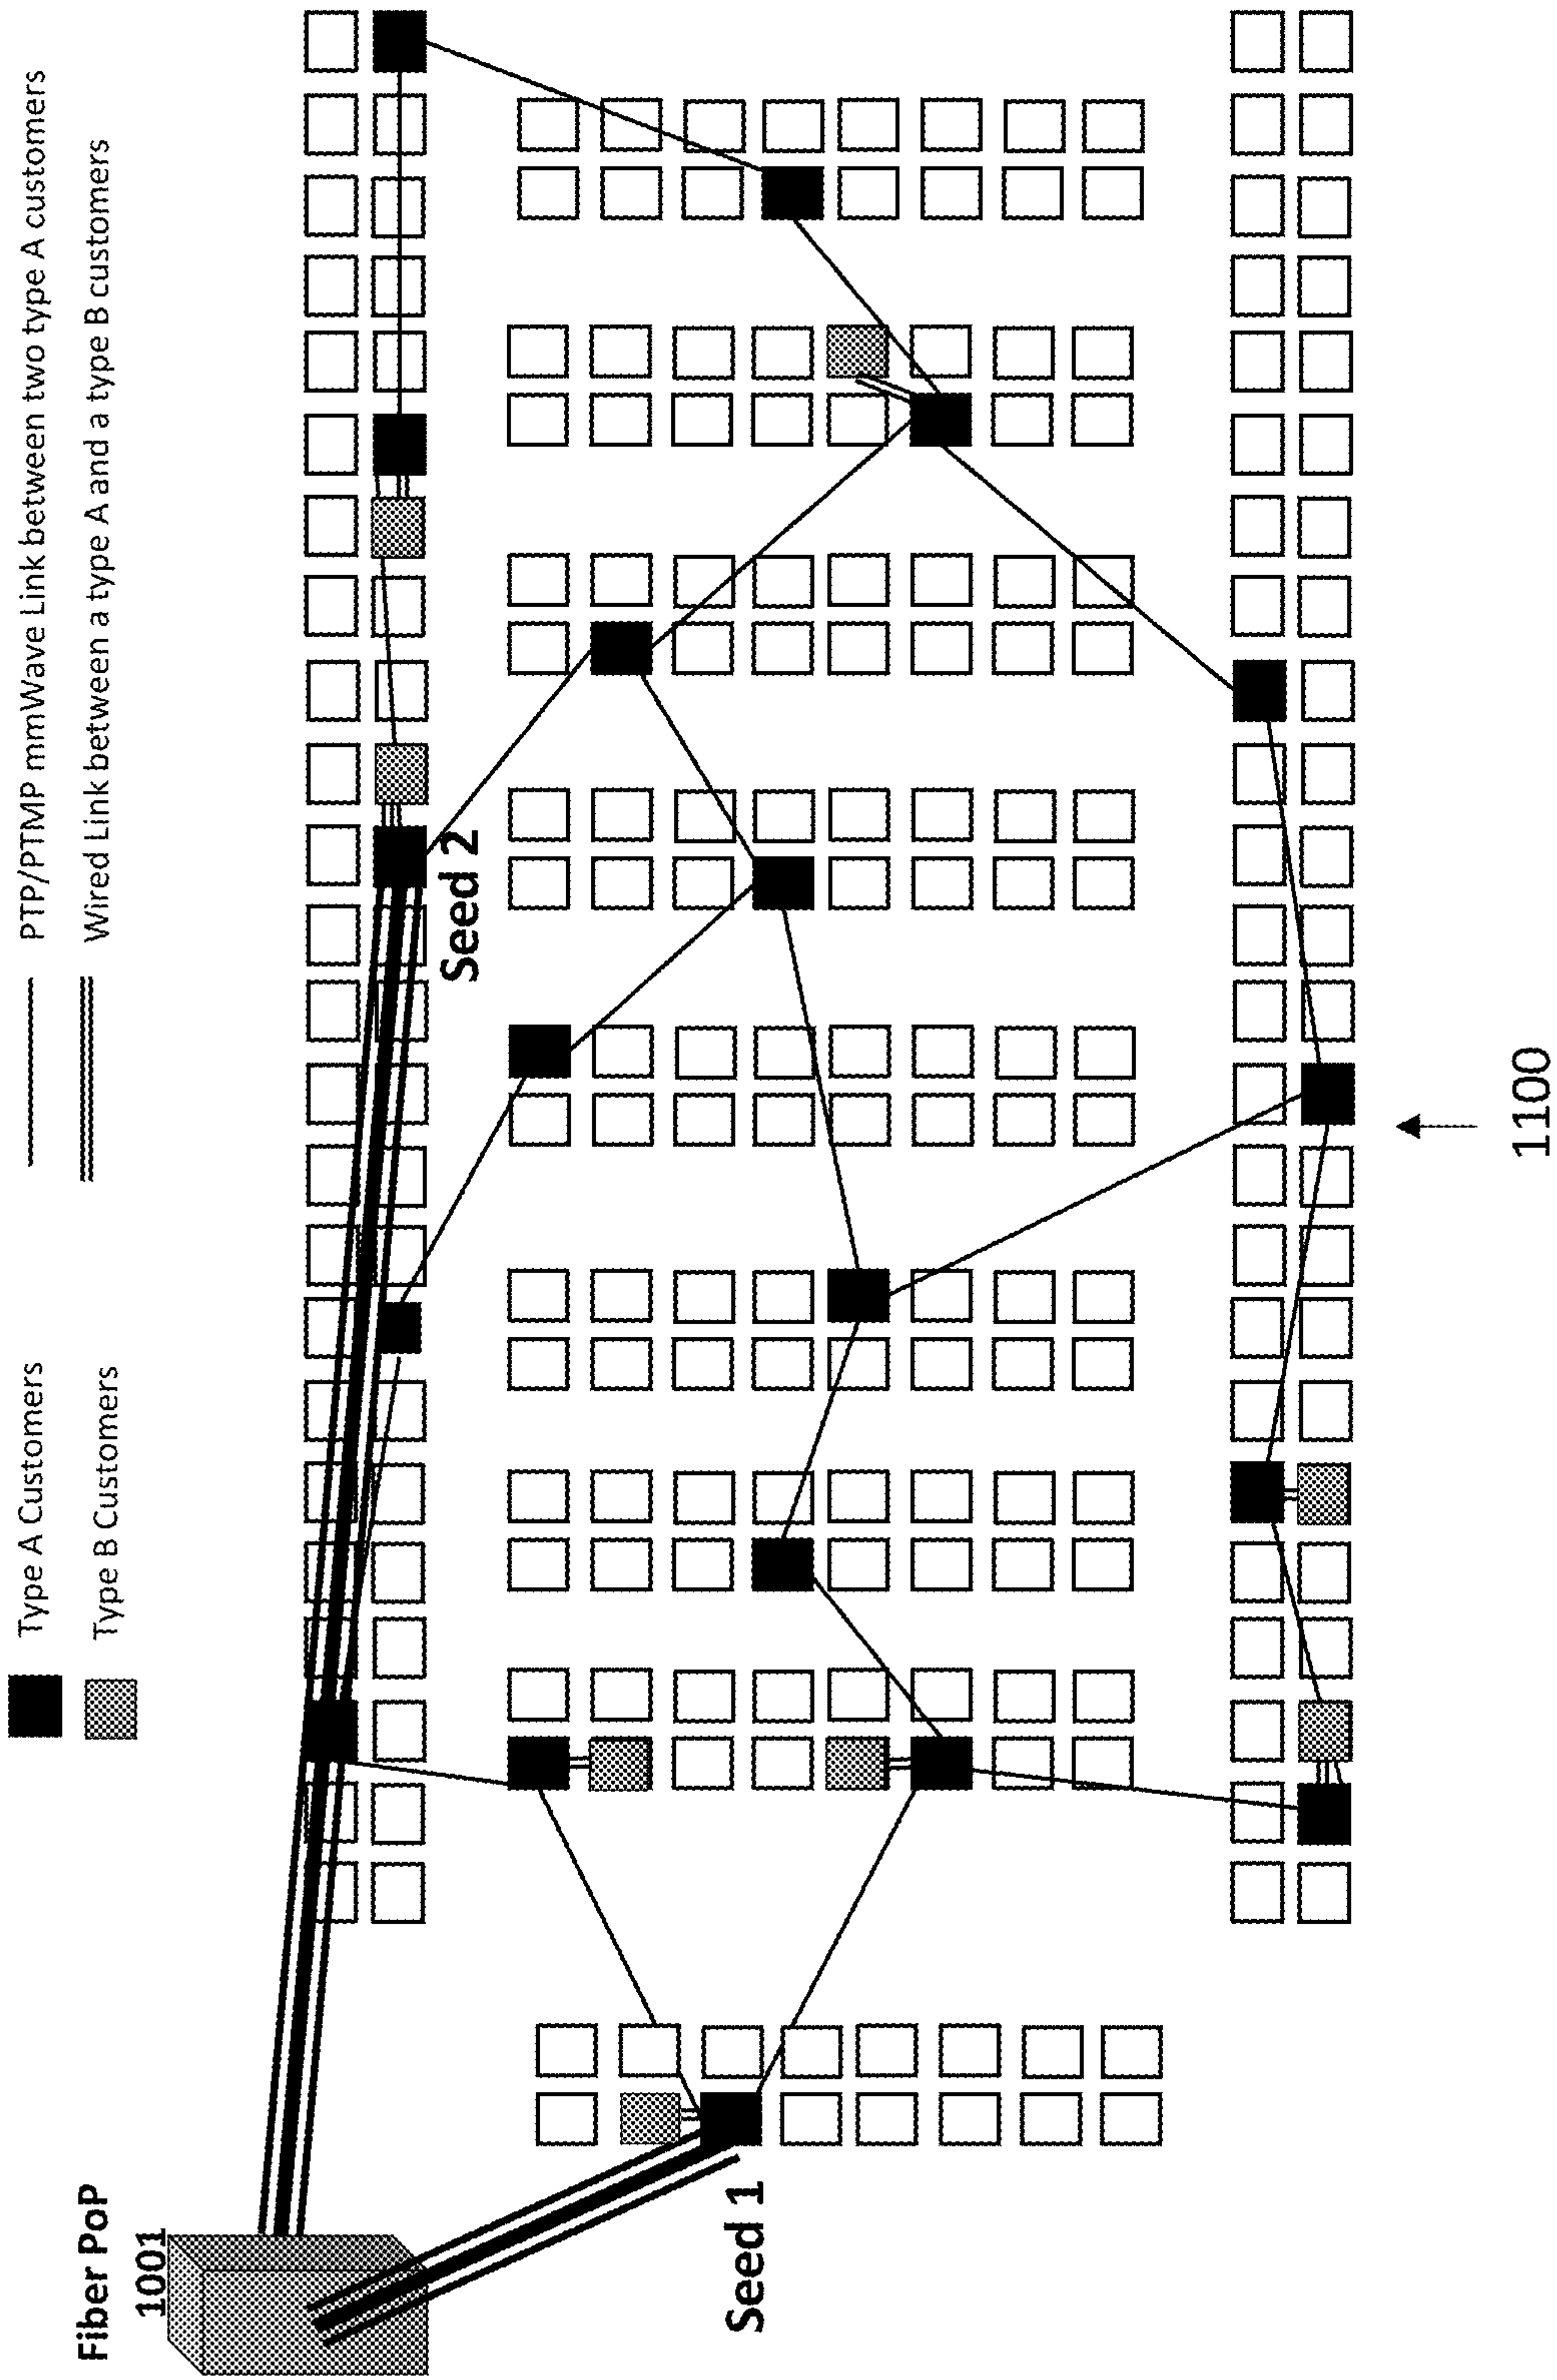 Type A Customers
Type B Customers
PTP/PTMP mmWave Link between two type A customers
Wired Link between a type A and a type B customers
Fiber PoP
1001
Seed 1
Seed 2
1100